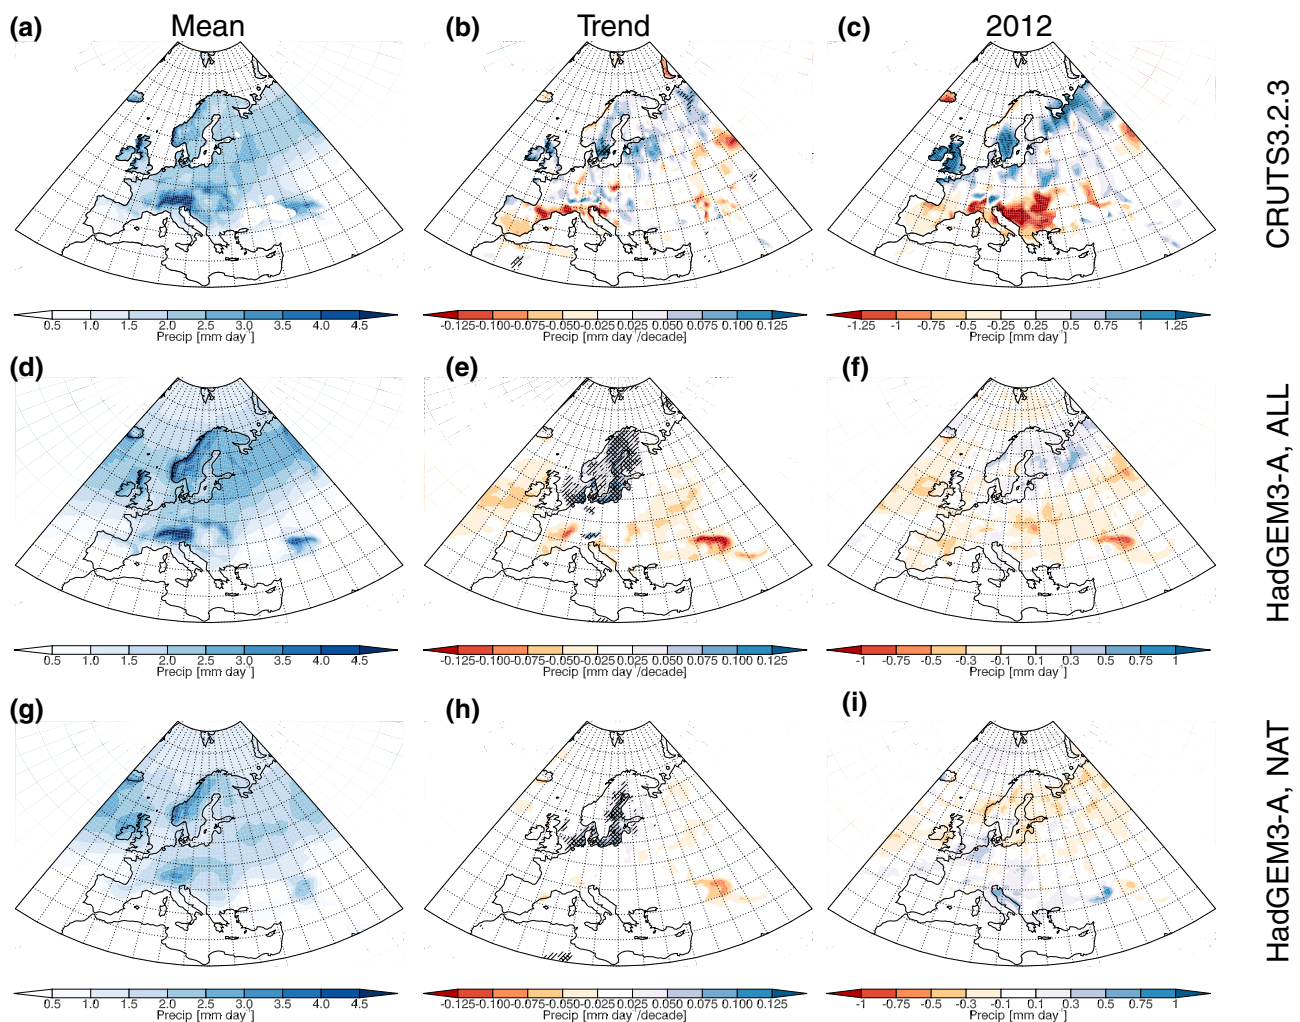 (a) Mean (b) Trend (c) 2012
CRUTS3.2.3
0.5 1.0 1.5 2.0 2.5 3.0 3.5 4.0 4.5
Precip [mm day⁻¹]
-0.125 -0.100 -0.075 -0.050 -0.025 0.025 0.050 0.075 0.100 0.125
Precip [mm day⁻¹/decade]
-1.25 -1 -0.75 -0.5 -0.25 0.25 0.5 0.75 1 1.25
Precip [mm day⁻¹]
(d) (e) (f)
HadGEM3-A, ALL
0.5 1.0 1.5 2.0 2.5 3.0 3.5 4.0 4.5
Precip [mm day⁻¹]
-0.125 -0.100 -0.075 -0.050 -0.025 0.025 0.050 0.075 0.100 0.125
Precip [mm day⁻¹/decade]
-1 -0.75 -0.5 -0.3 -0.1 0.1 0.3 0.5 0.75 1
Precip [mm day⁻¹]
(g) (h) (i)
HadGEM3-A, NAT
0.5 1.0 1.5 2.0 2.5 3.0 3.5 4.0 4.5
Precip [mm day⁻¹]
-0.125 -0.100 -0.075 -0.050 -0.025 0.025 0.050 0.075 0.100 0.125
Precip [mm day⁻¹/decade]
-1 -0.75 -0.5 -0.3 -0.1 0.1 0.3 0.5 0.75 1
Precip [mm day⁻¹]